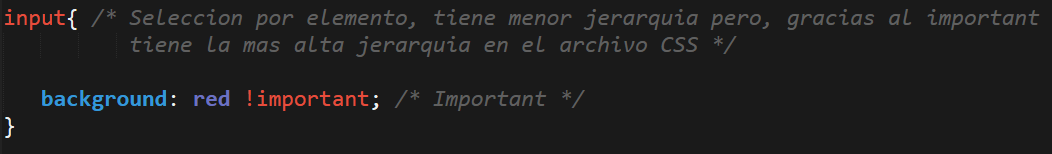 input{ /* Seleccion por elemento, tiene menor jerarquia pero, gracias al important
tiene la mas alta jerarquia en el archivo CSS */
background: red !important; /* Important */
}